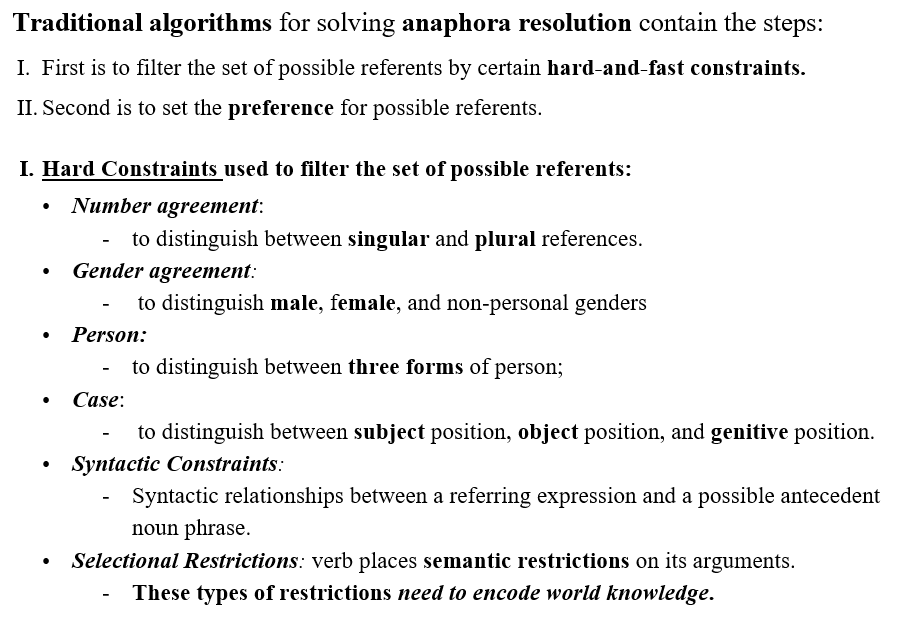 Traditional algorithms for solving anaphora resolution contain the steps:
I. First is to filter the set of possible referents by certain hard-and-fast constraints.
II. Second is to set the preference for possible referents.
I. Hard Constraints used to filter the set of possible referents:
• Number agreement:
- to distinguish between singular and plural references.
• Gender agreement:
- to distinguish male, female, and non-personal genders
• Person:
- to distinguish between three forms of person;
• Case:
- to distinguish between subject position, object position, and genitive position.
• Syntactic Constraints:
- Syntactic relationships between a referring expression and a possible antecedent
noun phrase.
• Selectional Restrictions: verb places semantic restrictions on its arguments.
- These types of restrictions need to encode world knowledge.